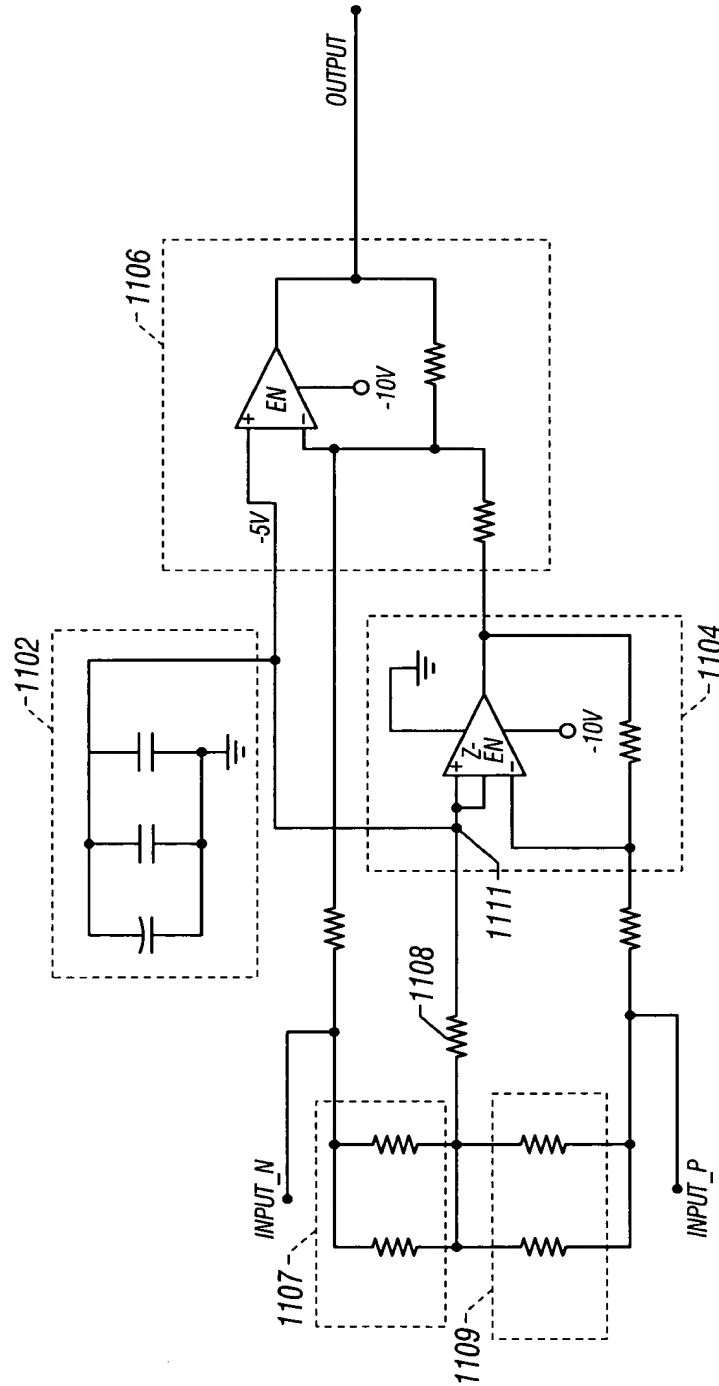 1102
1106
OUTPUT
-5V
+
-
EN
-10V
INPUT_N
1107
1108
1111
+
Z-
EN
-
-10V
1104
1109
INPUT_P